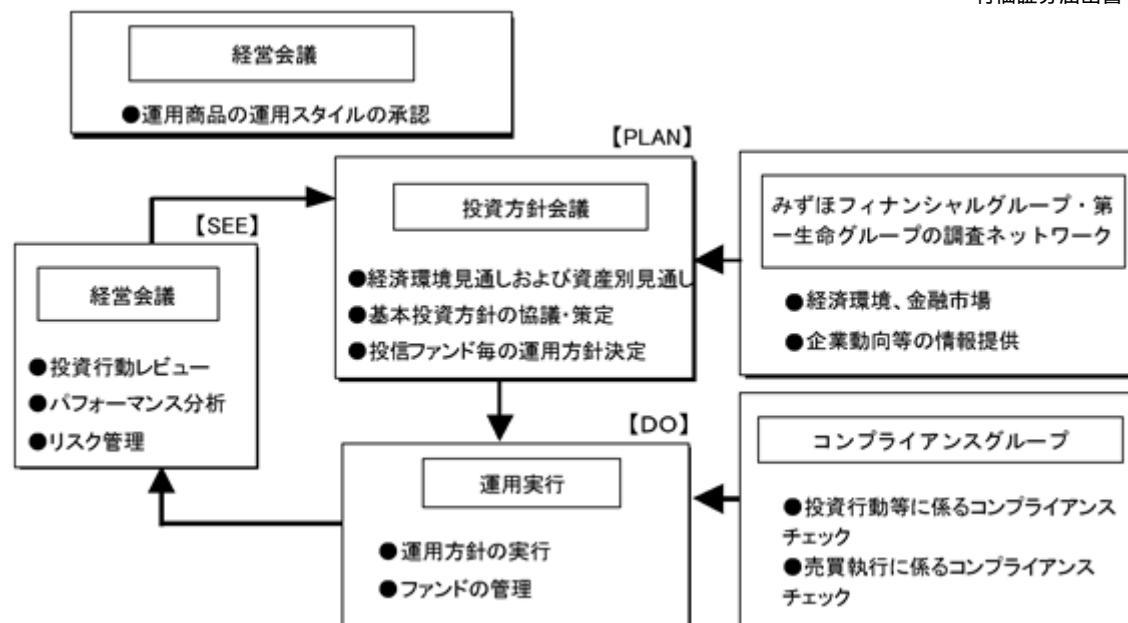 経営会議
●運用商品の運用スタイルの承認
【PLAN】
投資方針会議
●経済環境見通しおよび資産別見通し
●基本投資方針の協議・策定
●投信ファンド毎の運用方針決定
みずほフィナンシャルグループ・第
一生命グループの調査ネットワーク
●経済環境、金融市場
●企業動向等の情報提供
【SEE】
経営会議
●投資行動レビュー
●パフォーマンス分析
●リスク管理
【DO】
運用実行
●運用方針の実行
●ファンドの管理
コンプライアンスグループ
●投資行動等に係るコンプライアンス
チェック
●売買執行に係るコンプライアンス
チェック